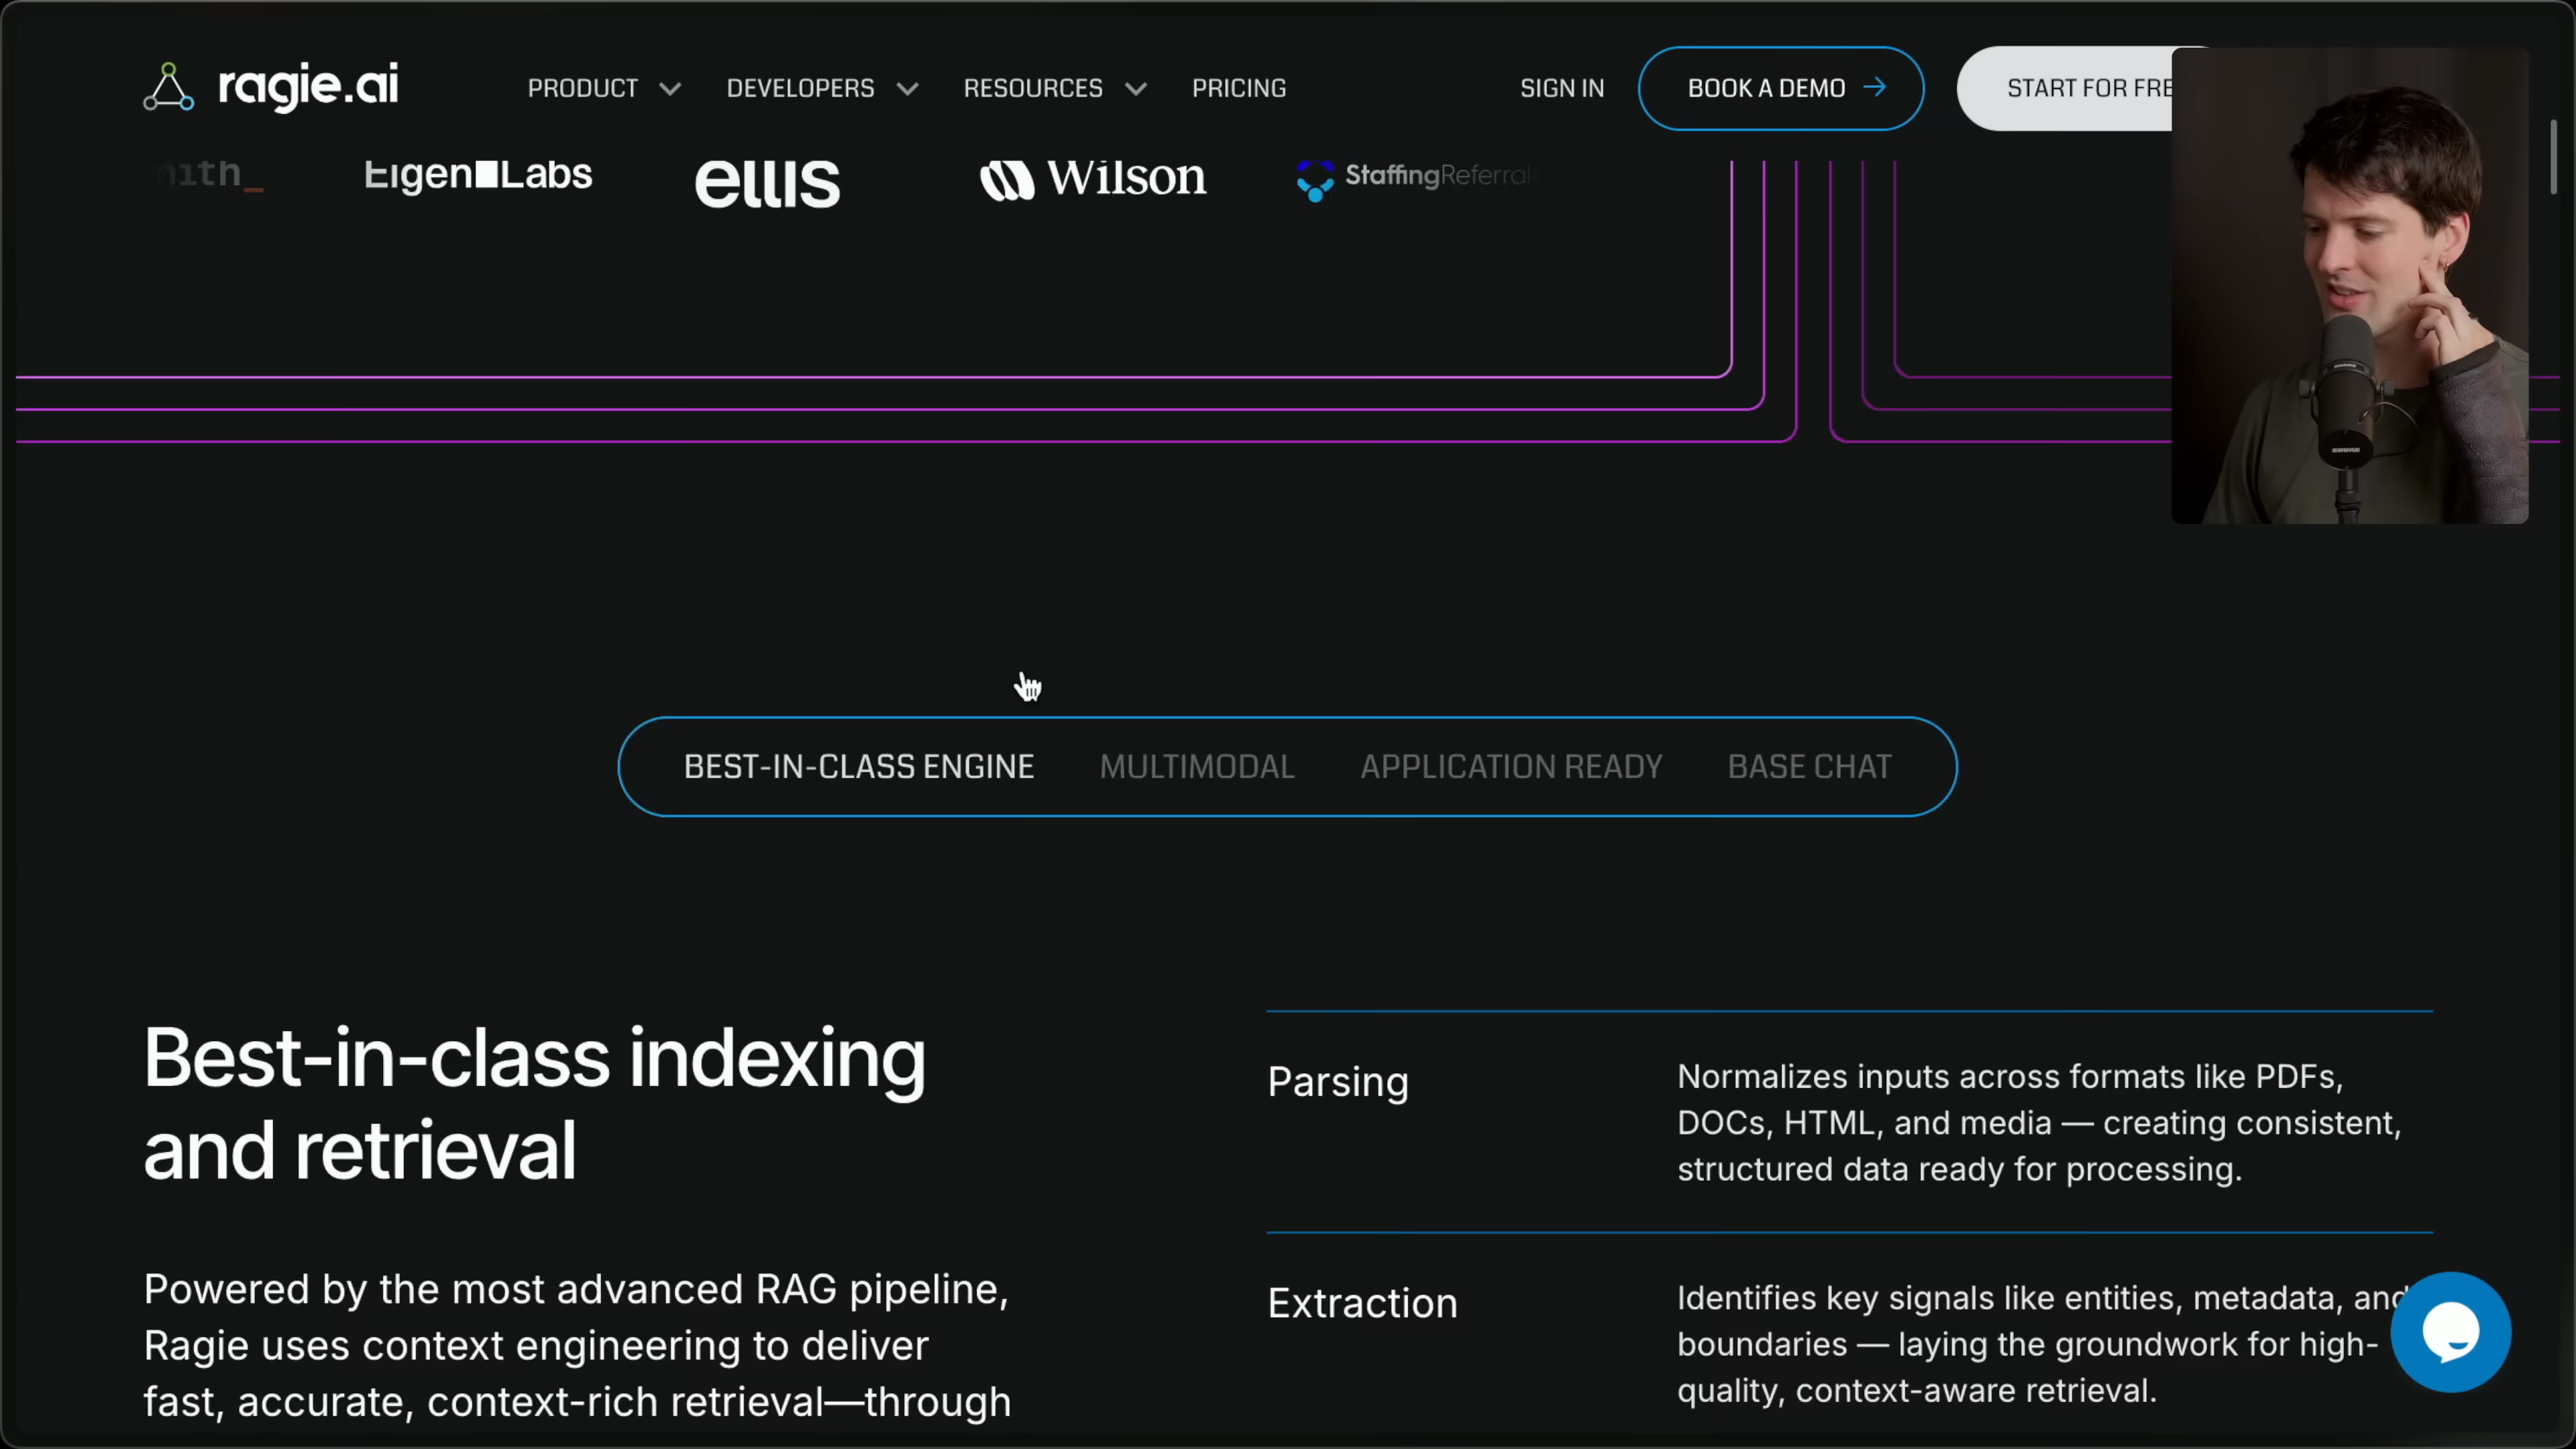 ragie.ai
PRODUCT
DEVELOPERS
RESOURCES
PRICING
SIGN IN
BOOK A DEMO
START FOR FRE
EigenLabs
ellis
Wilson
StaffingReferral
BEST-IN-CLASS ENGINE
MULTIMODAL
APPLICATION READY
BASE CHAT
Best-in-class indexing
and retrieval
Powered by the most advanced RAG pipeline,
Ragie uses context engineering to deliver
fast, accurate, context-rich retrieval—through
Parsing
Normalizes inputs across formats like PDFs,
DOCs, HTML, and media — creating consistent,
structured data ready for processing.
Extraction
Identifies key signals like entities, metadata, and
boundaries — laying the groundwork for high-
quality, context-aware retrieval.
SHURE